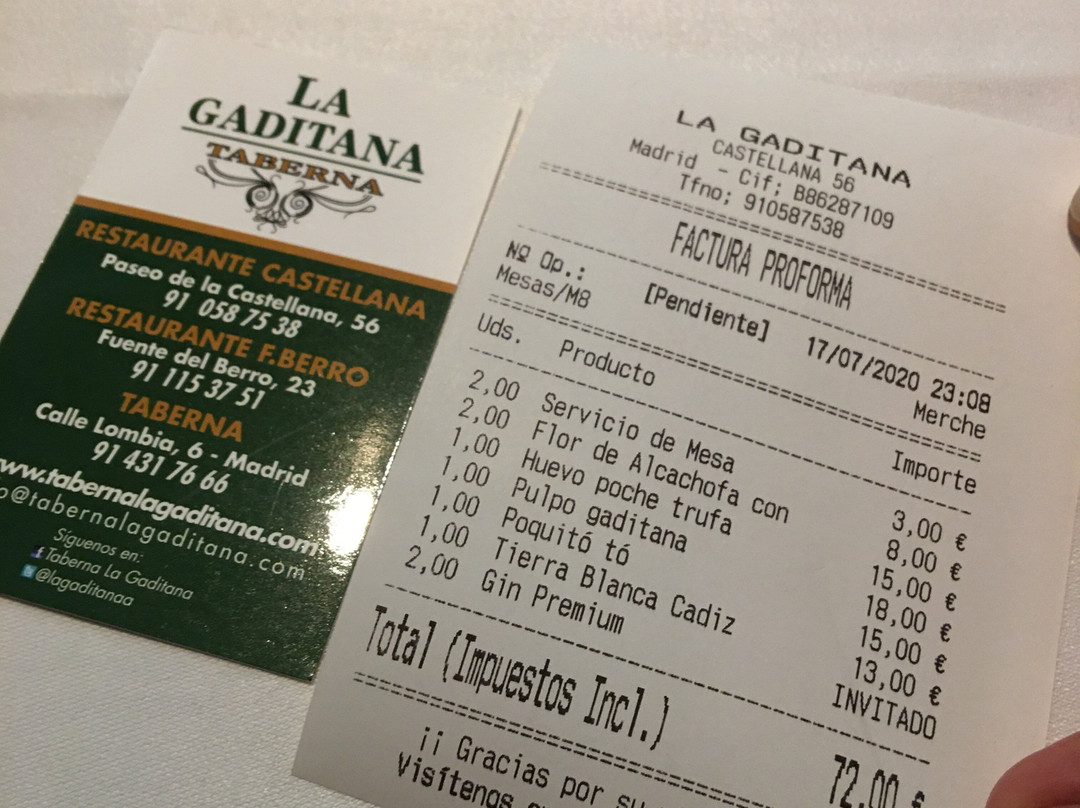 LA
GADITANA
TABERNA
RESTAURANTE CASTELLANA
Paseo de la Castellana, 56
91 058 75 38
RESTAURANTE F.BERRO
Fuente del Berro, 23
91 115 37 51
TABERNA
Calle Lombia, 6 - Madrid
91 431 76 66
www.tabernalagaditana.com
o@tabernalagaditana.com
Síguenos en:
Taberna La Gaditana
@lagaditanaa
LA GADITANA
CASTELLANA 56
Madrid - Cif; B86287109
Tfno; 910587538
FACTURA PROFORMA
Nº Op.: [Pendiente] 17/07/2020 23:08
Mesas/M8 Merche
Uds. Producto Importe
2,00 Servicio de Mesa 3,00 €
2,00 Flor de Alcachofa con 8,00 €
1,00 Huevo poche trufa 15,00 €
1,00 Pulpo gaditana 18,00 €
1,00 Poquitó tó 15,00 €
1,00 Tierra Blanca Cadiz 13,00 €
2,00 Gin Premium INVITADO
Total (Impuestos Incl.) 72,00 €
¡¡ Gracias por su
Visítenos